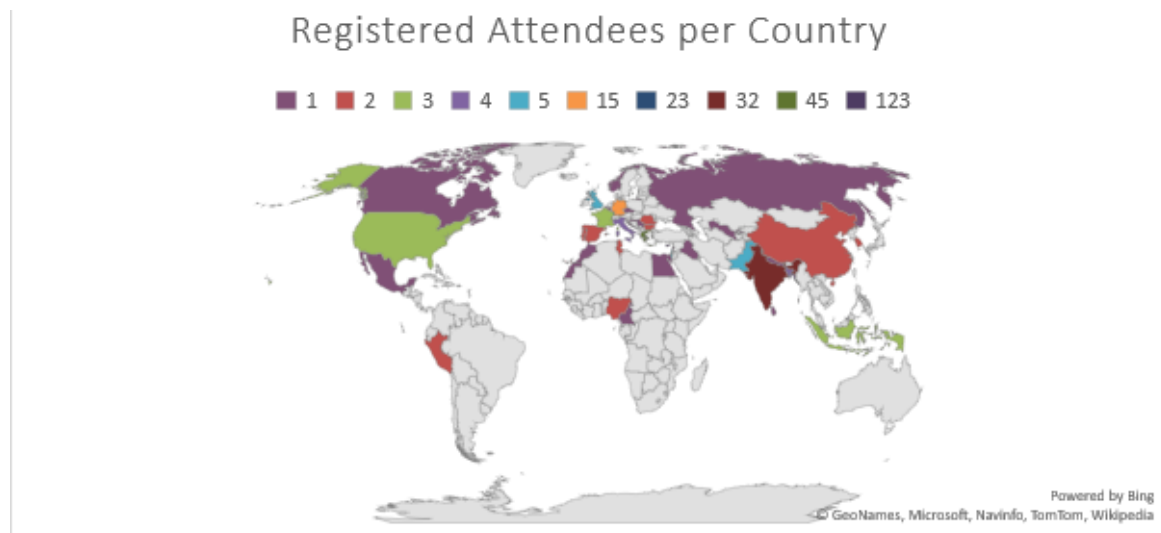 Registered Attendees per Country
1 2 3 4 5 15 23 32 45 123
Powered by Bing
© GeoNames, Microsoft, Navinfo, TomTom, Wikipedia